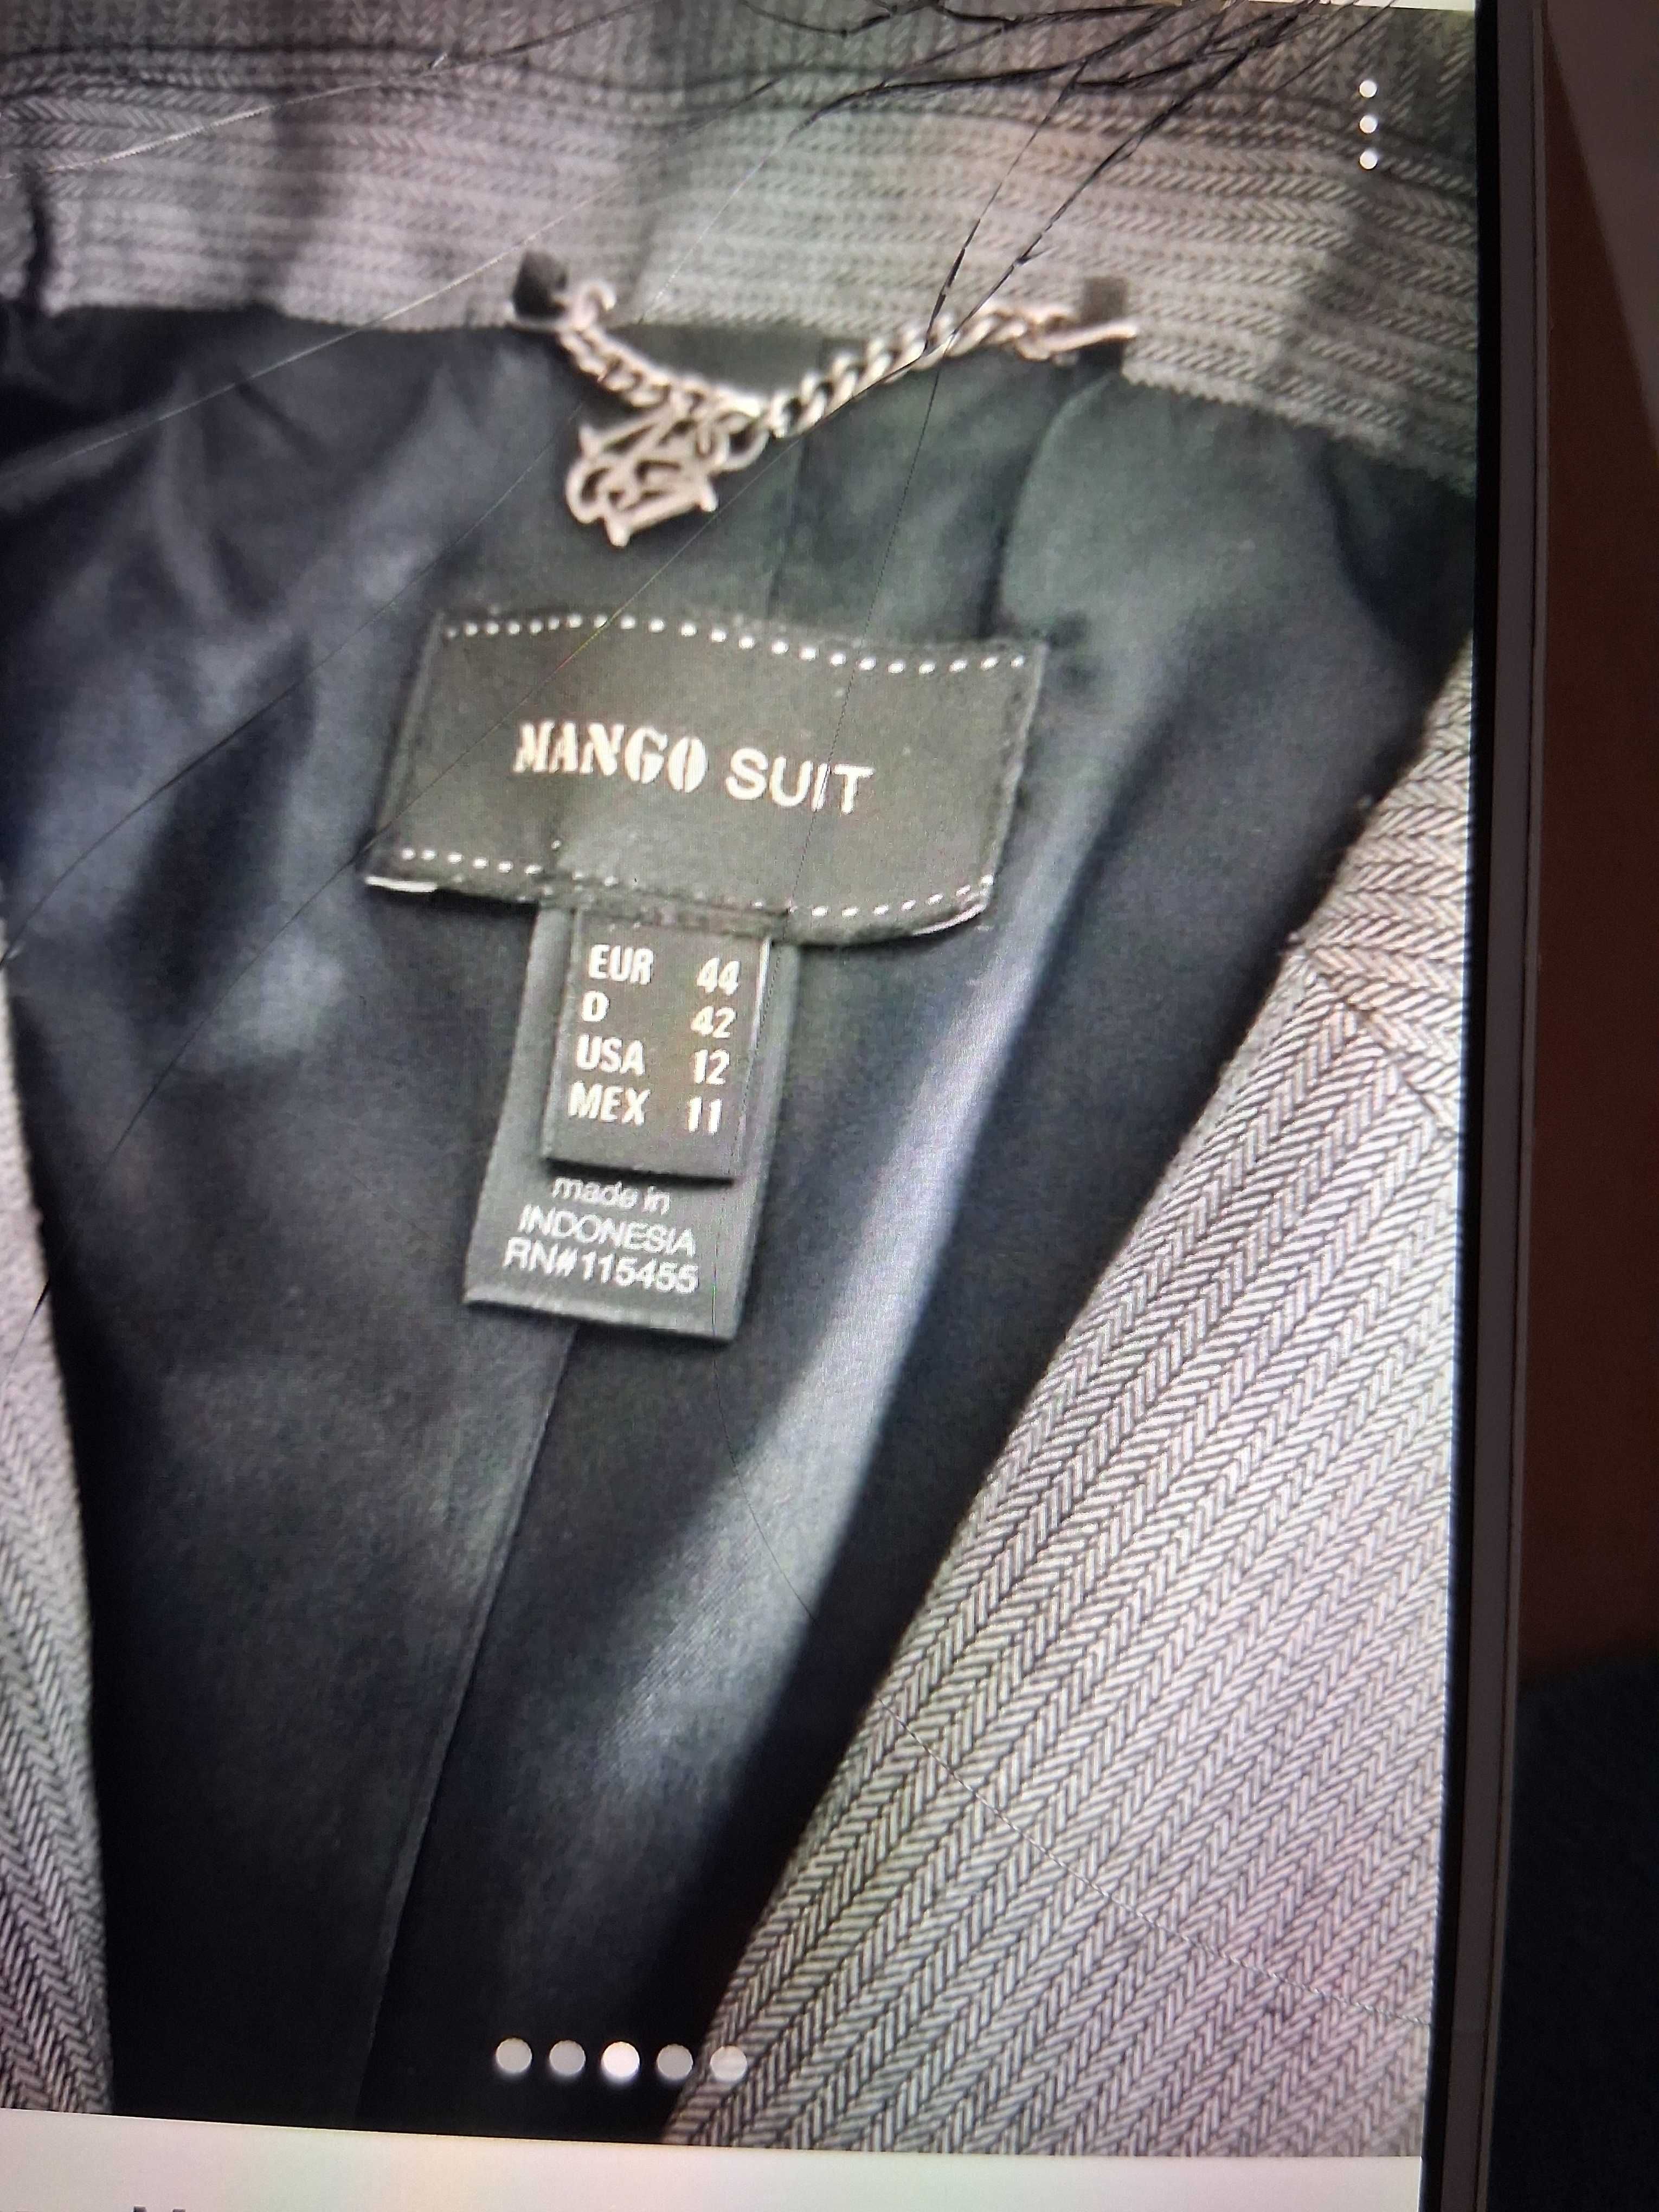 MANGO SUIT
EUR 44
D 42
USA 12
MEX 11
made in
INDONESIA
RN#115455